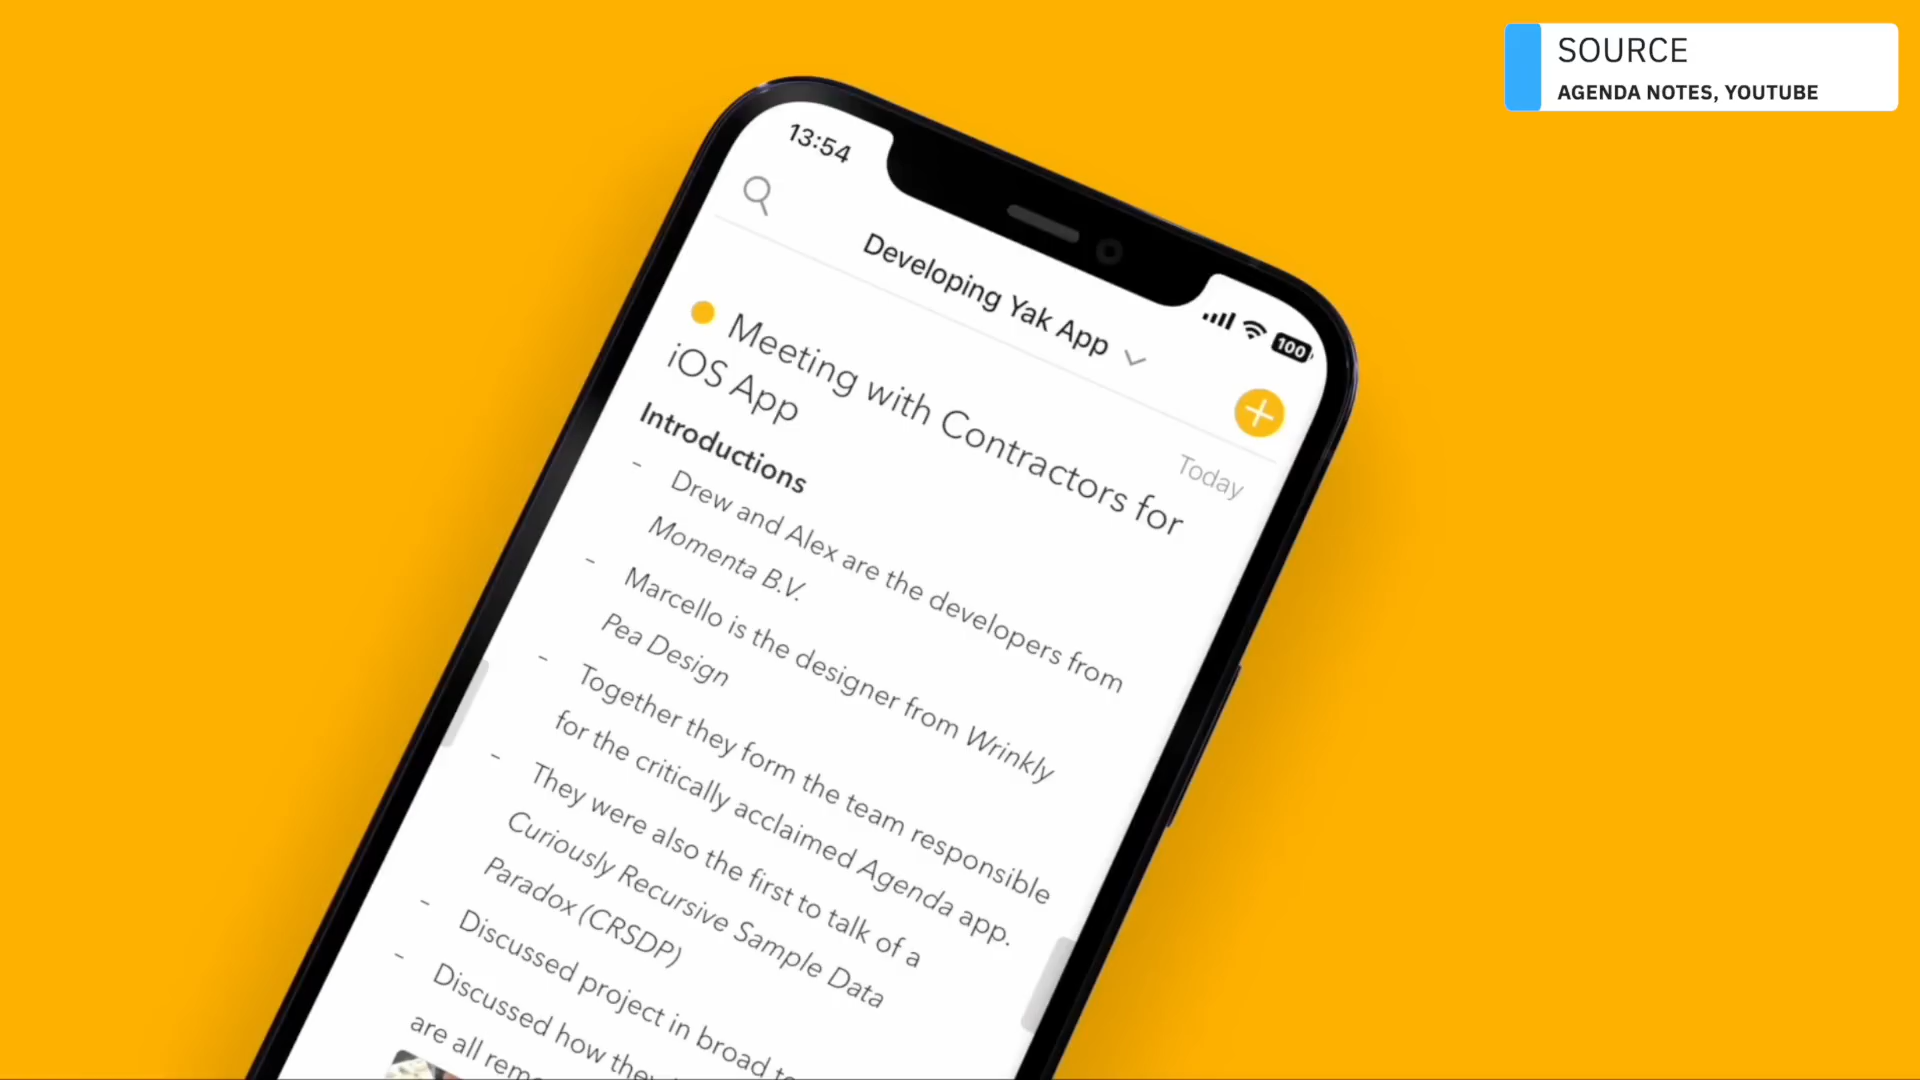 SOURCE
AGENDA NOTES, YOUTUBE
13:54
100
Developing Yak App
Today
Meeting with Contractors for
iOS App
Introductions
- Drew and Alex are the developers from
Momenta B.V.
- Marcello is the designer from Wrinkly
Pea Design
- Together they form the team responsible
for the critically acclaimed Agenda app.
- They were also the first to talk of a
Curiously Recursive Sample Data
Paradox (CRSDP)
- Discussed project in broad
- Discussed how
are all